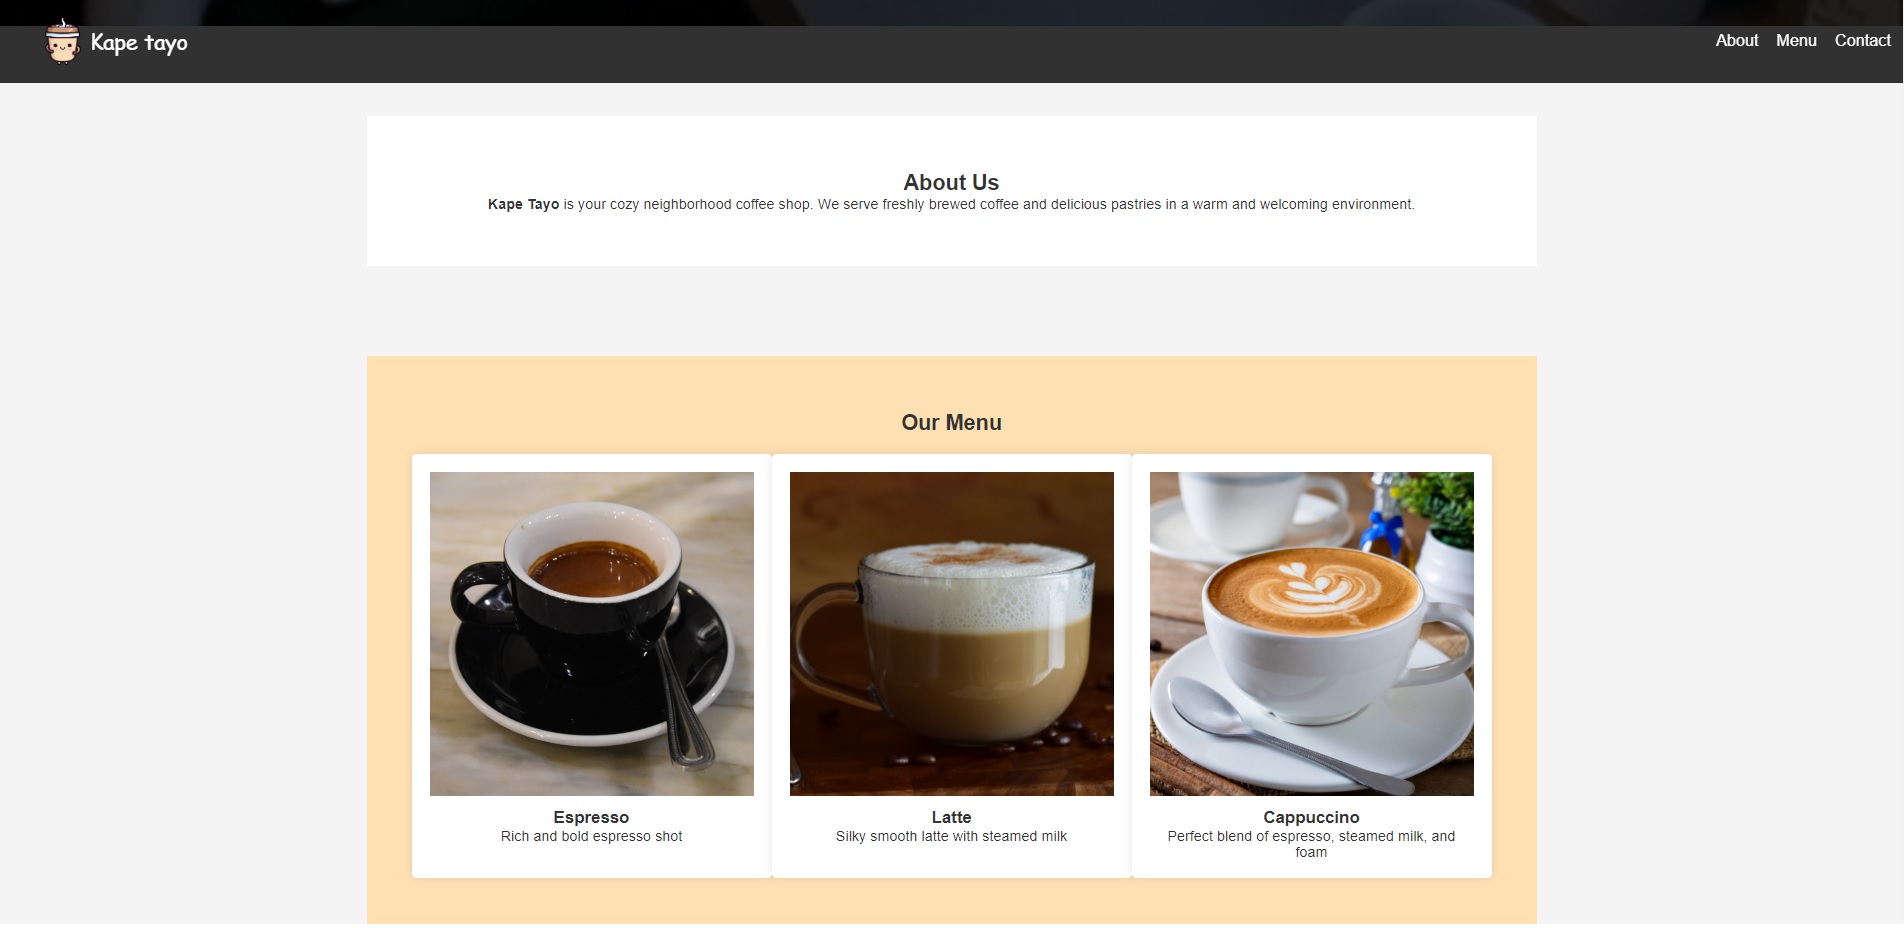 Kape tayo
About Menu Contact
About Us
Kape Tayo is your cozy neighborhood coffee shop. We serve freshly brewed coffee and delicious pastries in a warm and welcoming environment.
Our Menu
Espresso
Rich and bold espresso shot
Latte
Silky smooth latte with steamed milk
Cappuccino
Perfect blend of espresso, steamed milk, and
foam